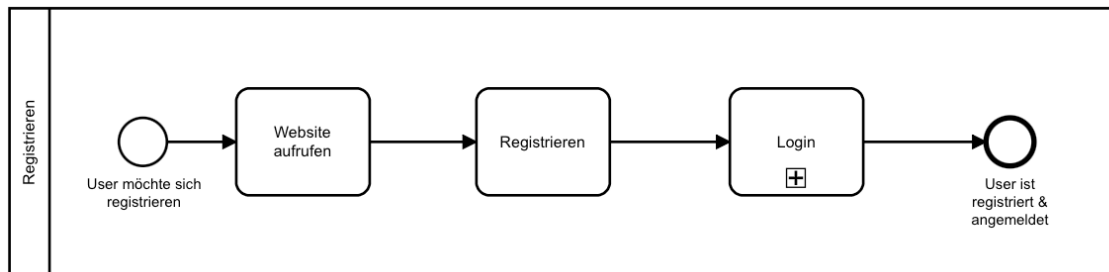 Registrieren
User möchte sich
registrieren
Website
aufrufen
Registrieren
Login
User ist
registriert &
angemeldet